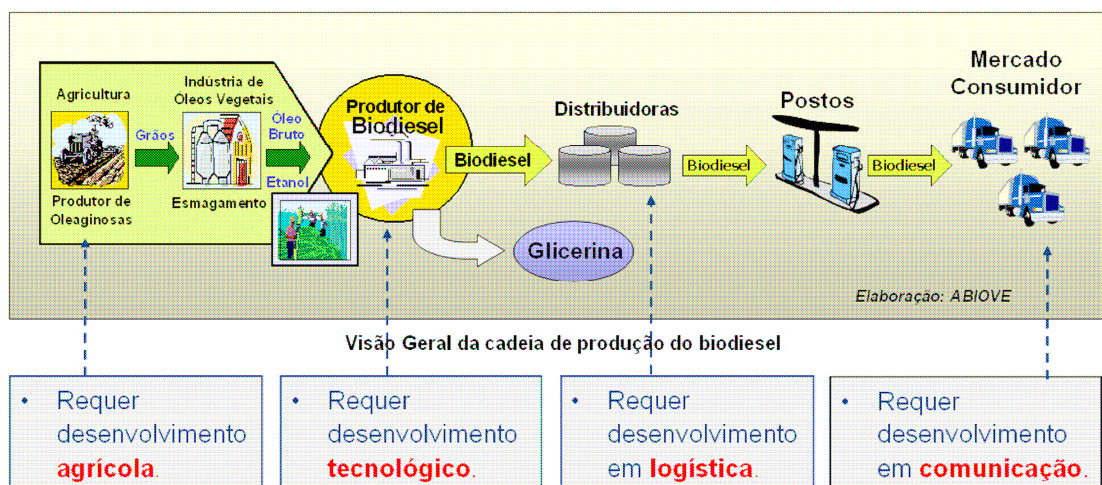 Agricultura
Produtor de
Oleaginosas
Grãos
Indústria de
Óleos Vegetais
Esmagamento
Óleo
Bruto
Etanol
Produtor de
Biodiesel
Biodiesel
Glicerina
Distribuidoras
Biodiesel
Postos
Biodiesel
Mercado
Consumidor
Elaboração: ABIOVE
Visão Geral da cadeia de produção do biodiesel
• Requer
desenvolvimento
agrícola.
• Requer
desenvolvimento
tecnológico.
• Requer
desenvolvimento
em logística.
• Requer
desenvolvimento
em comunicação.